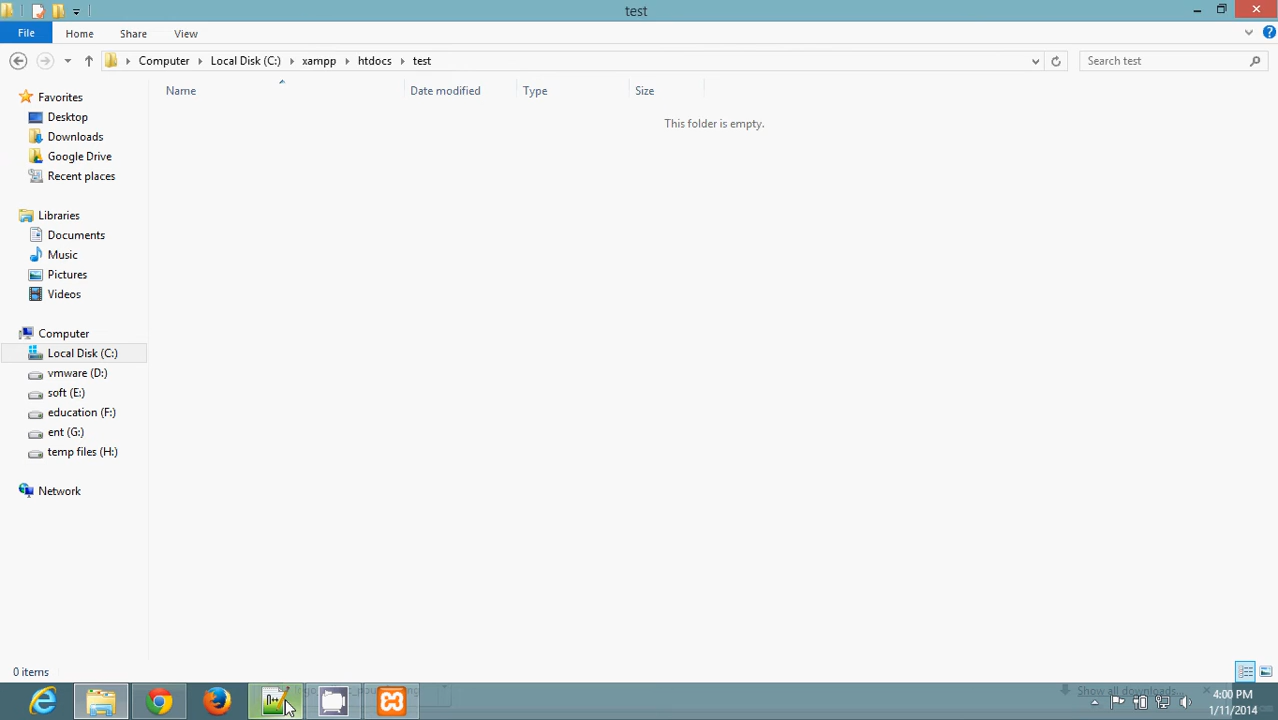 test
File Home Share View
Computer Local Disk (C:) xampp htdocs test
Search test
Name Date modified Type Size
This folder is empty.
Favorites
Desktop
Downloads
Google Drive
Recent places
Libraries
Documents
Music
Pictures
Videos
Computer
Local Disk (C:)
vmware (D:)
soft (E:)
education (F:)
ent (G:)
temp files (H:)
Network
0 items
Show all downloads...
4:00 PM
1/11/2014